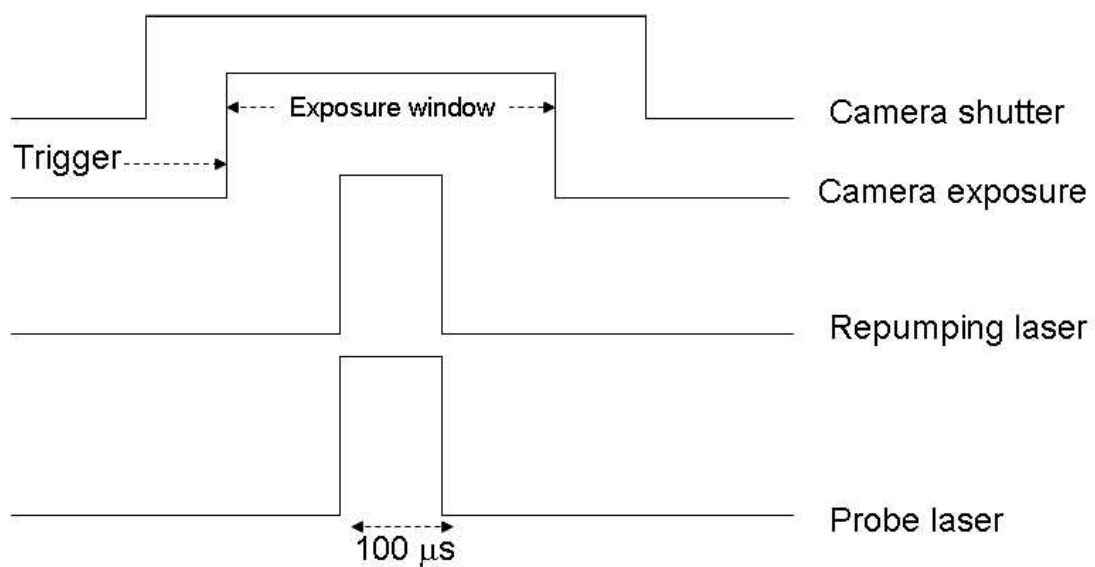 Exposure window
Camera shutter
Trigger
Camera exposure
Repumping laser
Probe laser
100 μs